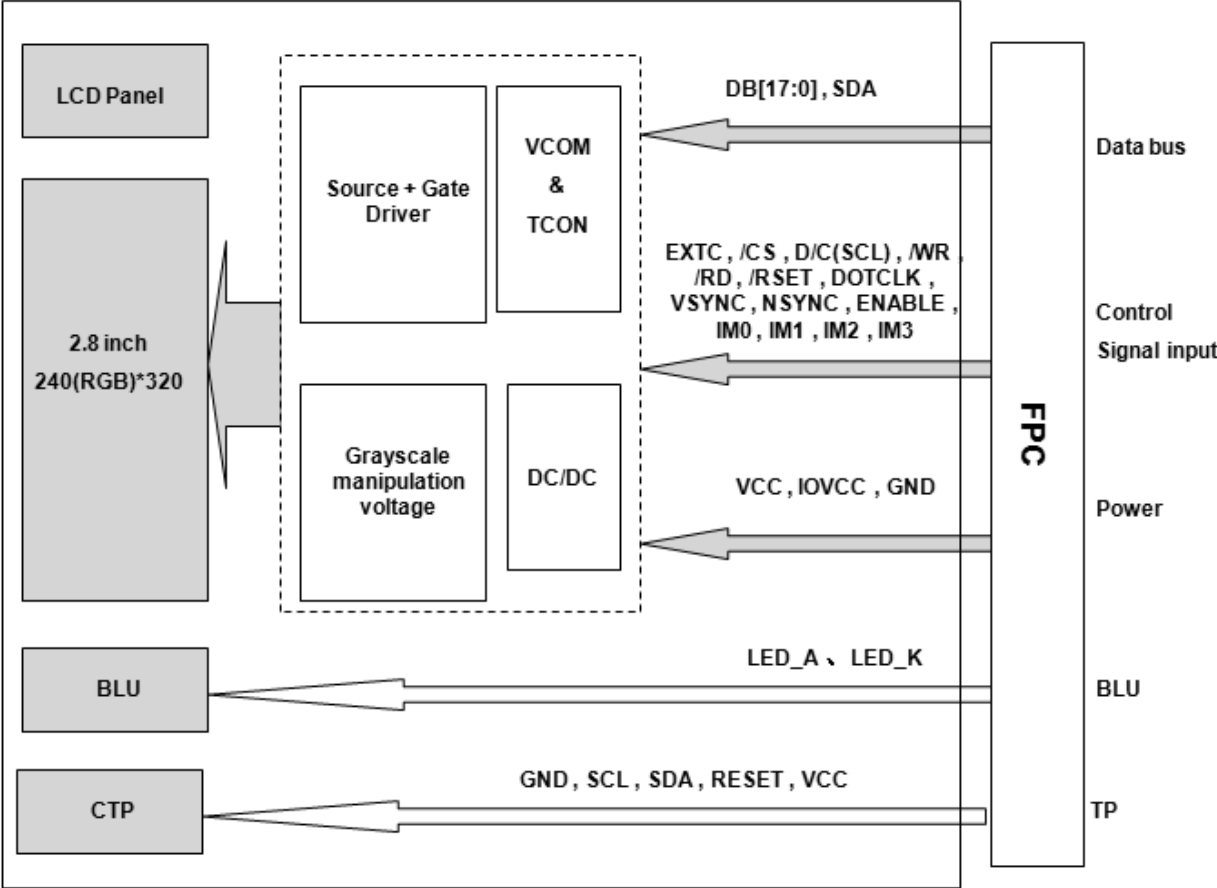 LCD Panel
2.8 inch
240(RGB)*320
Source + Gate
Driver
VCOM
&
TCON
Grayscale
manipulation
voltage
DC/DC
DB[17:0] , SDA
Data bus
EXTC , /CS , D/C(SCL) , /WR ,
/RD , /RSET , DOTCLK ,
VSYNC , NSYNC , ENABLE ,
IM0 , IM1 , IM2 , IM3
Control
Signal input
FPC
VCC , IOVCC , GND
Power
BLU
LED_A 、 LED_K
BLU
CTP
GND , SCL , SDA , RESET , VCC
TP